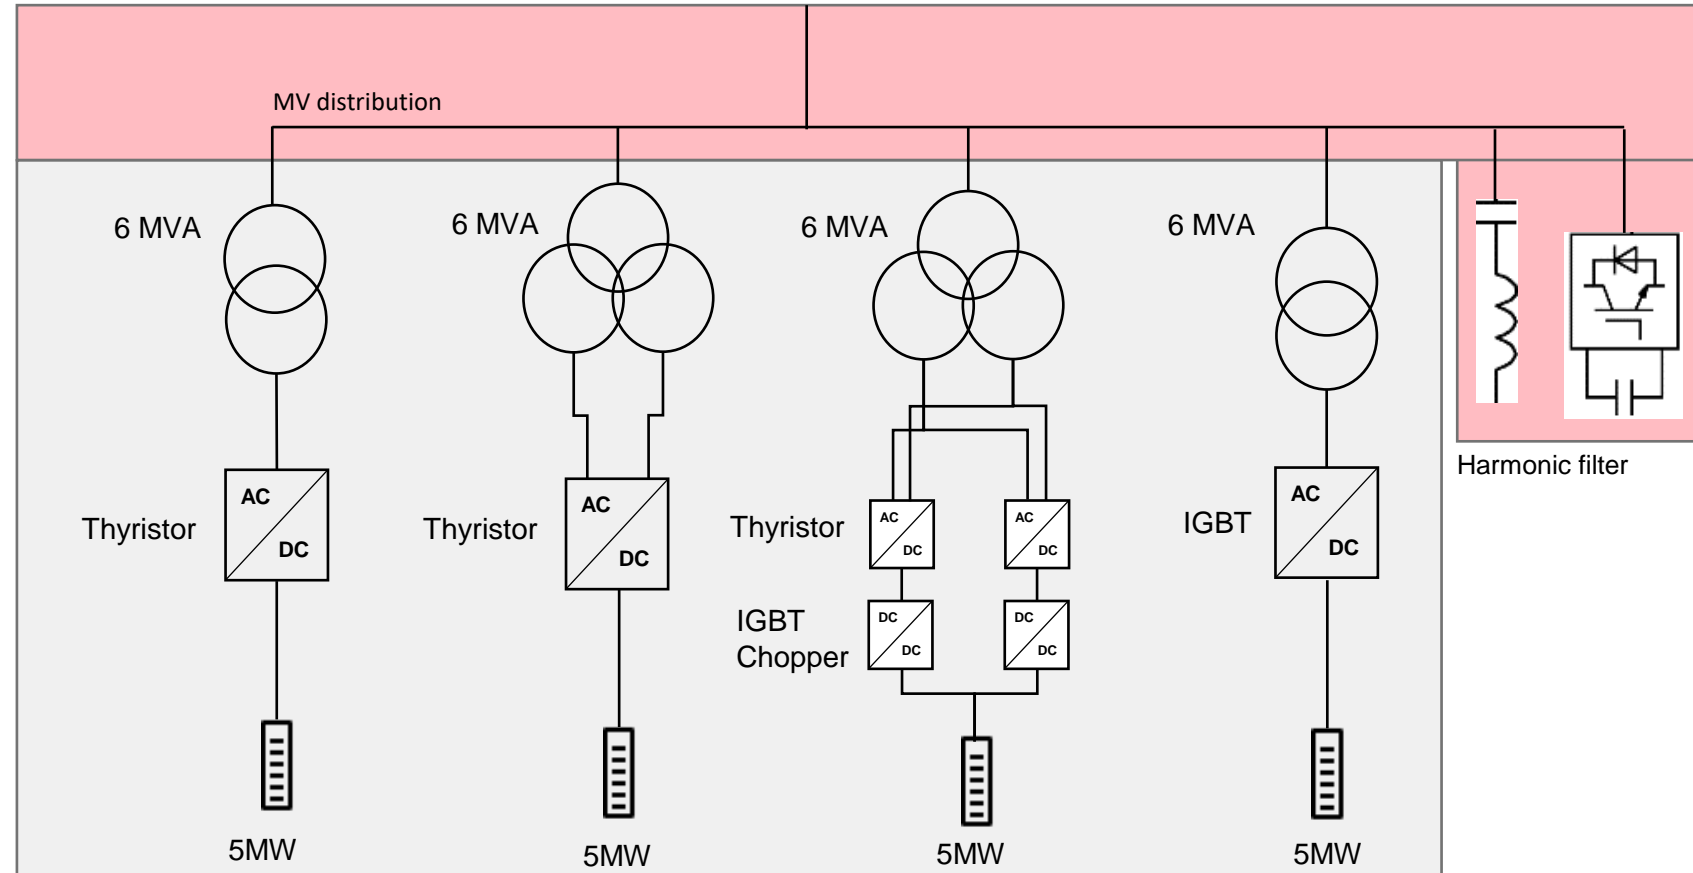 MV distribution
6 MVA
6 MVA
6 MVA
6 MVA
Harmonic filter
Thyristor
AC
DC
Thyristor
AC
DC
Thyristor
AC
DC
AC
DC
IGBT
AC
DC
IGBT
Chopper
DC
DC
DC
DC
5MW
5MW
5MW
5MW